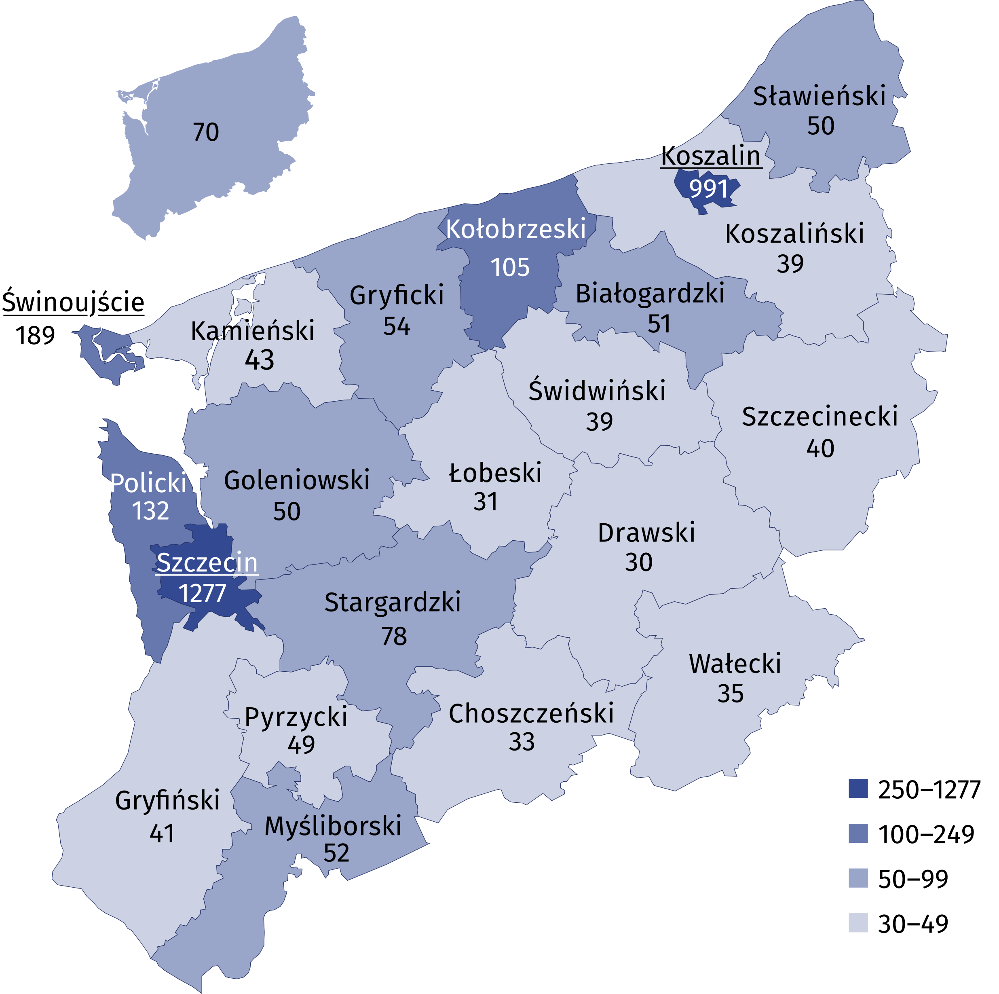 70
Sławieński
50
Koszalin
991
Kołobrzeski
105
Koszaliński
39
Świnoujście
189
Gryficki
54
Białogardzki
51
Kamieński
43
Świdwiński
39
Szczecinecki
40
Policki
132
Goleniowski
50
Łobeski
31
Drawski
30
Szczecin
1277
Stargardzki
78
Wałecki
35
Pyrzycki
49
Choszczeński
33
Gryfiński
41
Myśliborski
52
250–1277
100–249
50–99
30–49